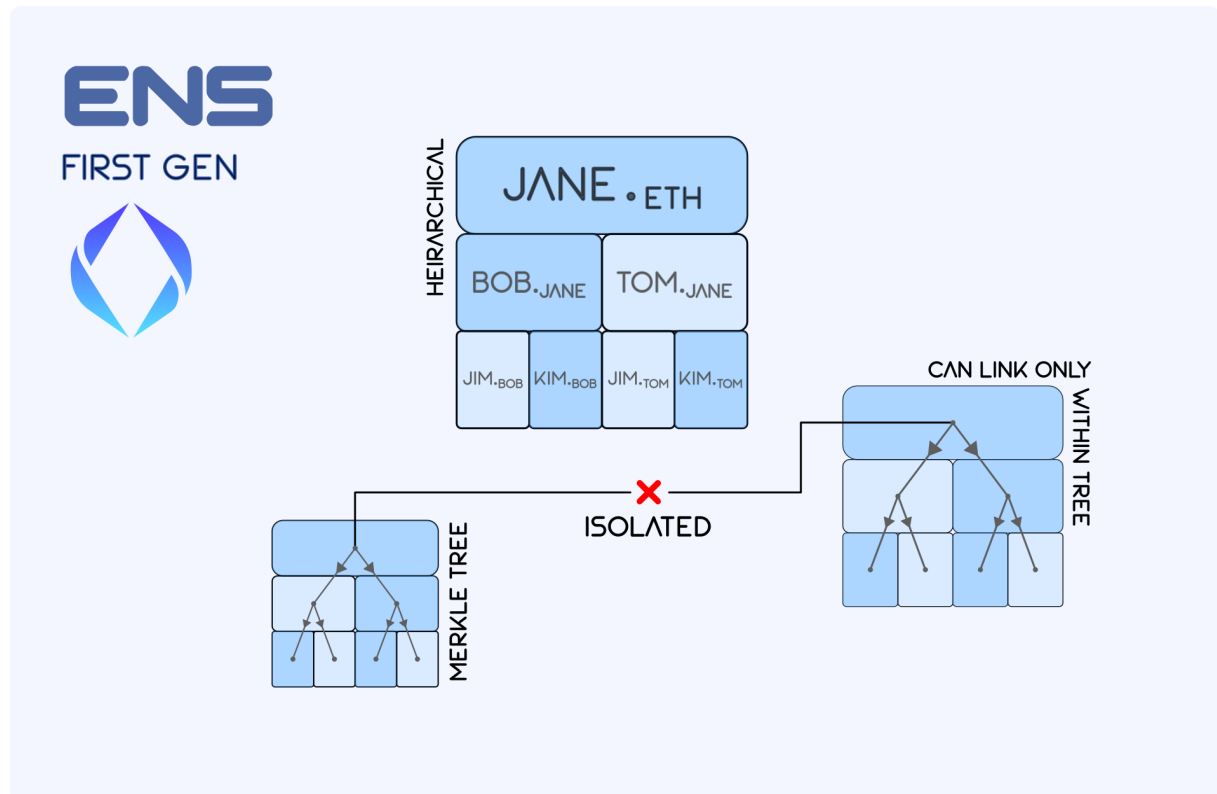 ENS
FIRST GEN
HEIRARCHICAL
JANE.ETH
BOB.JANE
TOM.JANE
JIM.BOB
KIM.BOB
JIM.TOM
KIM.TOM
CAN LINK ONLY
WITHIN TREE
ISOLATED
MERKLE TREE